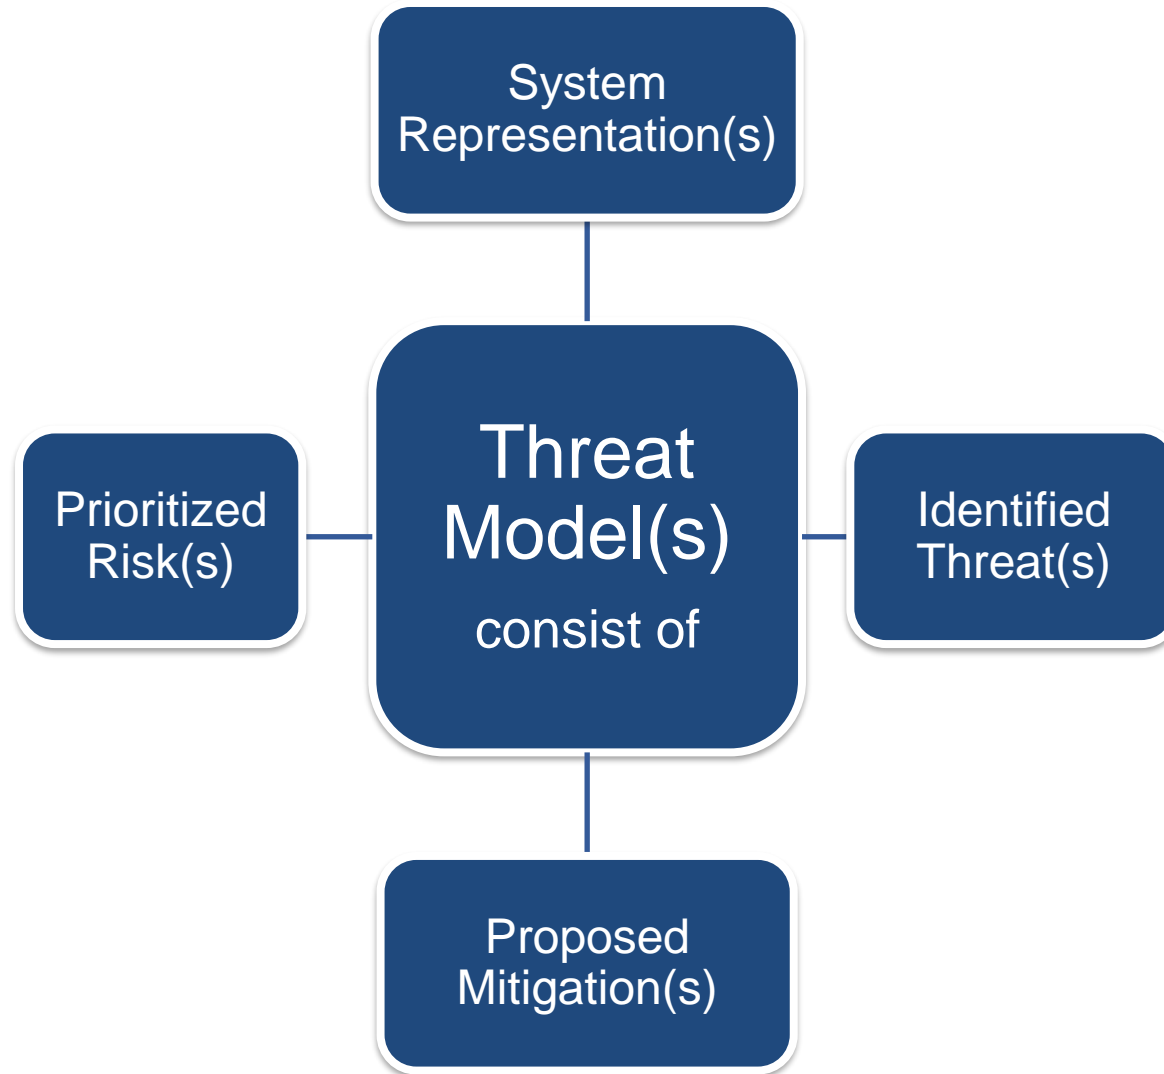 System
Representation(s)
Threat
Model(s)
consist of
Prioritized
Risk(s)
Identified
Threat(s)
Proposed
Mitigation(s)